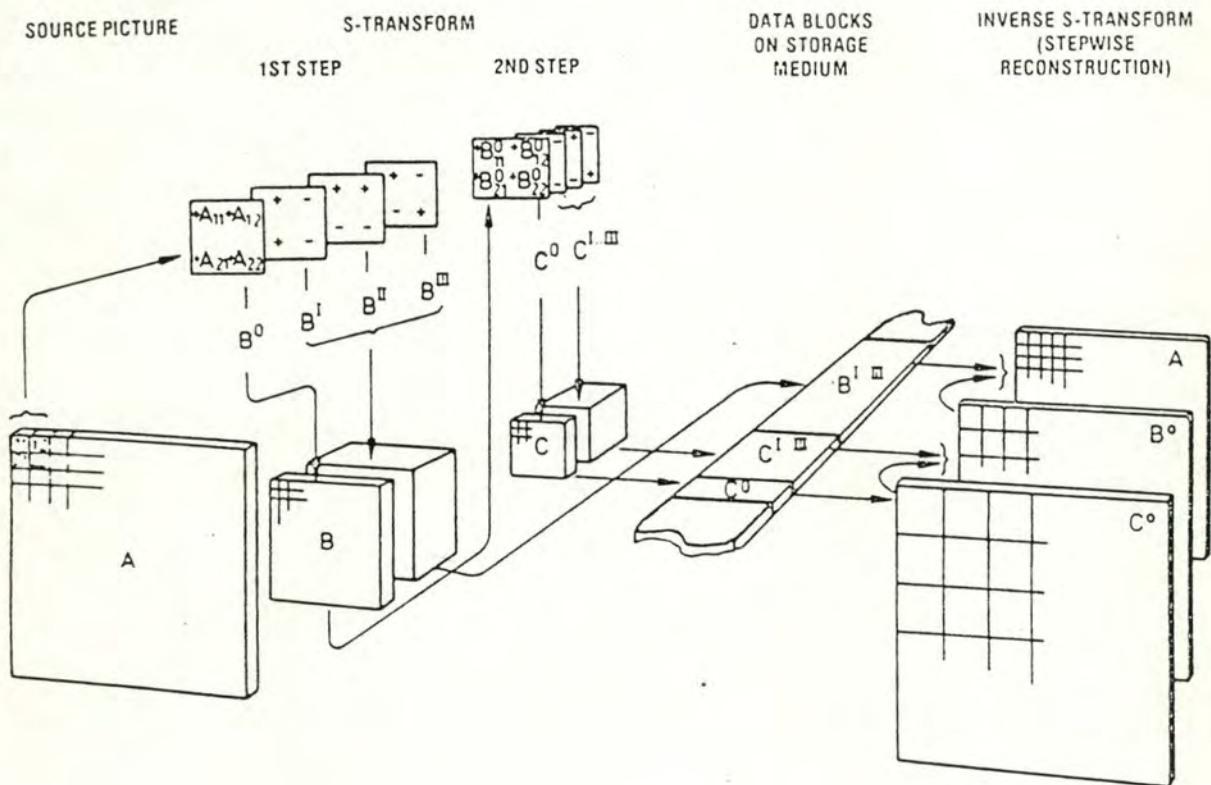 SOURCE PICTURE
S-TRANSFORM
DATA BLOCKS
ON STORAGE
MEDIUM
INVERSE S-TRANSFORM
(STEPWISE
RECONSTRUCTION)
1ST STEP
2ND STEP
+A11 +A12
+A21 +A22
+ -
+ -
+ +
- -
+ -
- +
B⁰
Bᴵ
Bᴵᴵ
Bᴵᴵᴵ
+B⁰11 +B⁰12
+B⁰21 +B⁰22
- + -
- - +
C⁰
Cᴵ..ᴵᴵᴵ
A
B
C
Bᴵ ᴵᴵᴵ
Cᴵ ᴵᴵᴵ
C⁰
A
B⁰
C⁰